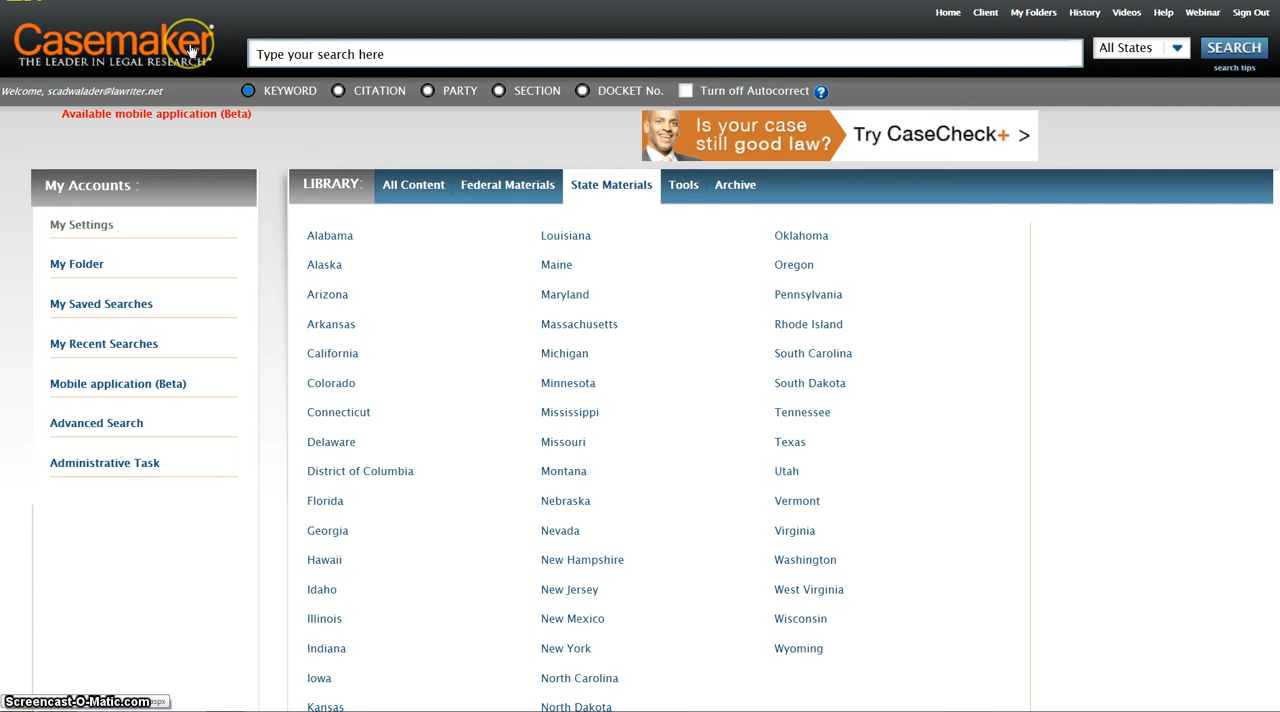 Home Client My Folders History Videos Help Webinar Sign Out
Casemaker
THE LEADER IN LEGAL RESEARCH
Type your search here
All States
SEARCH
search tips
Welcome, scadwalader@lawriter.net
KEYWORD CITATION PARTY SECTION DOCKET No. Turn off Autocorrect ?
Available mobile application (Beta)
Is your case
still good law?
Try CaseCheck+ >
My Accounts :
My Settings
My Folder
My Saved Searches
My Recent Searches
Mobile application (Beta)
Advanced Search
Administrative Task
LIBRARY: All Content Federal Materials State Materials Tools Archive
Alabama
Alaska
Arizona
Arkansas
California
Colorado
Connecticut
Delaware
District of Columbia
Florida
Georgia
Hawaii
Idaho
Illinois
Indiana
Iowa
Kansas
Louisiana
Maine
Maryland
Massachusetts
Michigan
Minnesota
Mississippi
Missouri
Montana
Nebraska
Nevada
New Hampshire
New Jersey
New Mexico
New York
North Carolina
North Dakota
Oklahoma
Oregon
Pennsylvania
Rhode Island
South Carolina
South Dakota
Tennessee
Texas
Utah
Vermont
Virginia
Washington
West Virginia
Wisconsin
Wyoming
Screencast-O-Matic.com